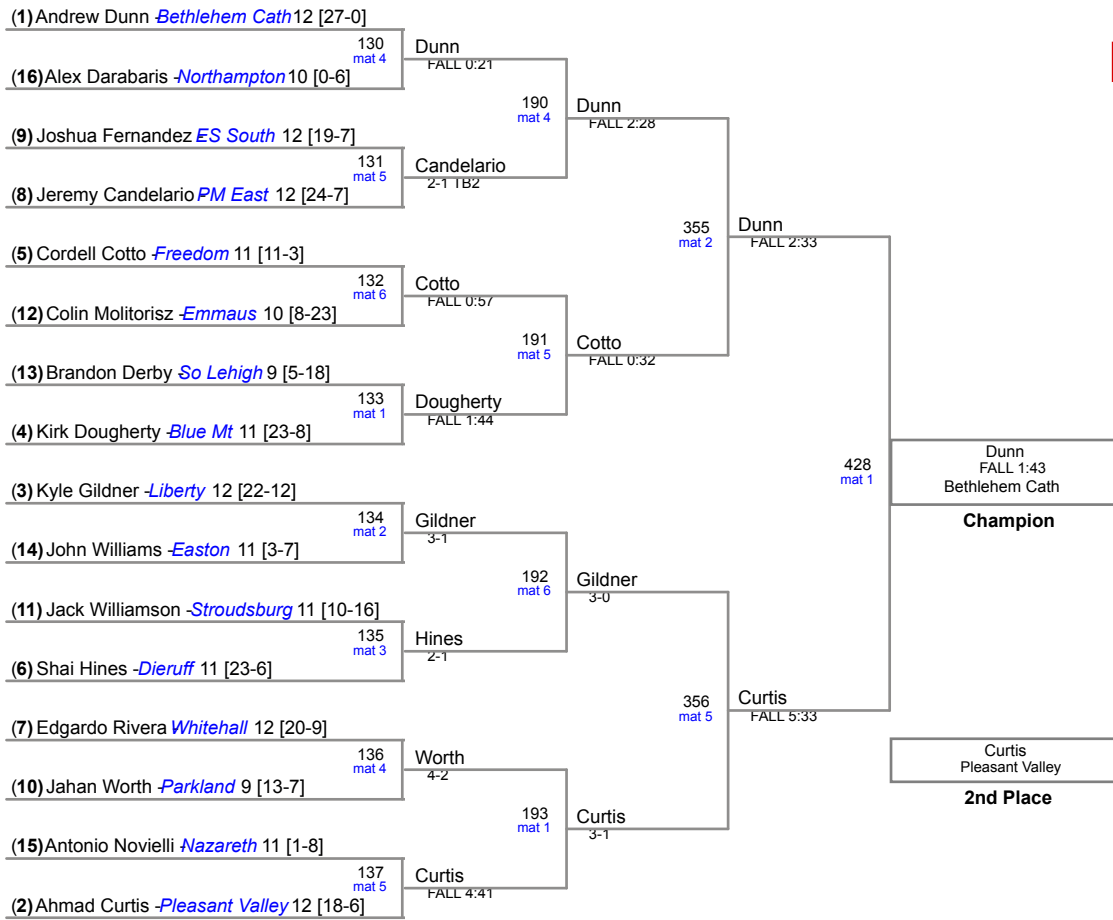 (1) Andrew Dunn - Bethlehem Cath 12 [27-0]
130
mat 4
Dunn
FALL 0:21
(16) Alex Darabaris - Northampton 10 [0-6]
190
mat 4
Dunn
FALL 2:28
(9) Joshua Fernandez ES South 12 [19-7]
131
mat 5
Candelario
2-1 TB2
(8) Jeremy Candelario PM East 12 [24-7]
355
mat 2
Dunn
FALL 2:33
(5) Cordell Cotto - Freedom 11 [11-3]
132
mat 6
Cotto
FALL 0:57
(12) Colin Molitorisz - Emmaus 10 [8-23]
191
mat 5
Cotto
FALL 0:32
(13) Brandon Derby - So Lehigh 9 [5-18]
133
mat 1
Dougherty
FALL 1:44
(4) Kirk Dougherty - Blue Mt 11 [23-8]
428
mat 1
Dunn
FALL 1:43
Bethlehem Cath
Champion
(3) Kyle Gildner - Liberty 12 [22-12]
134
mat 2
Gildner
3-1
(14) John Williams - Easton 11 [3-7]
192
mat 6
Gildner
3-0
(11) Jack Williamson - Stroudsburg 11 [10-16]
135
mat 3
Hines
2-1
(6) Shai Hines - Dieruff 11 [23-6]
356
mat 5
Curtis
FALL 5:33
(7) Edgardo Rivera Whitehall 12 [20-9]
136
mat 4
Worth
4-2
(10) Jahan Worth - Parkland 9 [13-7]
193
mat 1
Curtis
3-1
(15) Antonio Novielli - Nazareth 11 [1-8]
137
mat 5
Curtis
FALL 4:41
(2) Ahmad Curtis - Pleasant Valley 12 [18-6]
Curtis
Pleasant Valley
2nd Place